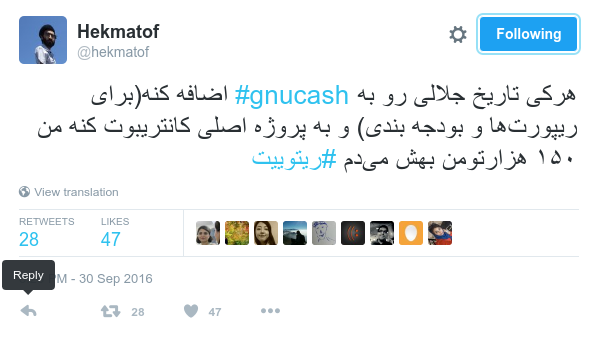 Hekmatof
@hekmatof
Following
هرکی تاریخ جلالی رو به #gnucash اضافه کنه(برای
ریپورت‌ها و بودجه بندی) و به پروژه اصلی کانتریبوت کنه من
۱۵۰ هزارتومن بهش می‌دم #ریتوییت
View translation
RETWEETS LIKES
28 47
Reply
PM - 30 Sep 2016
28 47